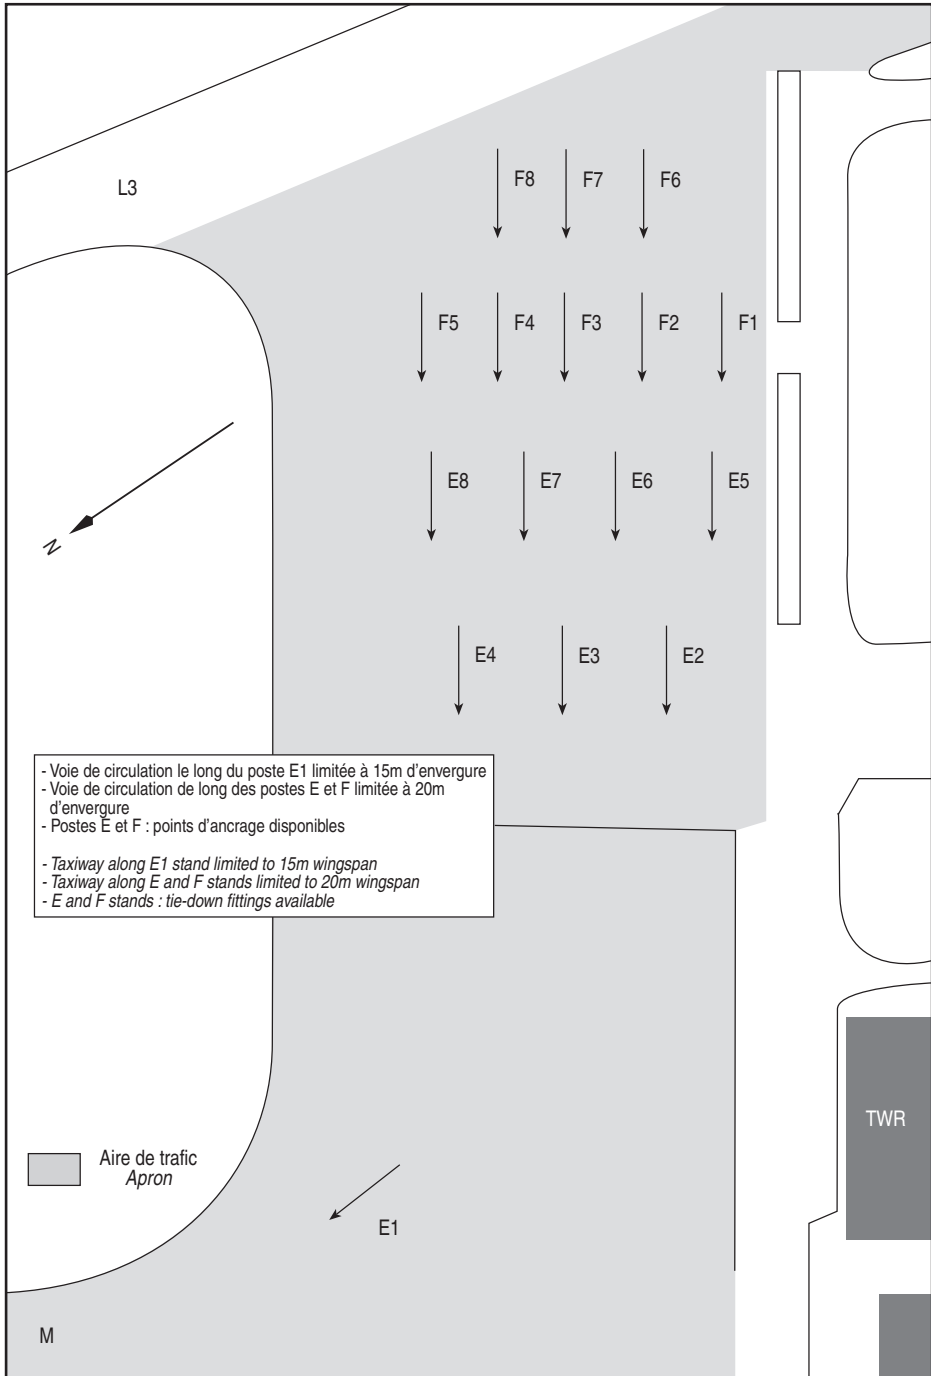 L3
F8 F7 F6
F5 F4 F3 F2 F1
E8 E7 E6 E5
N
E4 E3 E2
- Voie de circulation le long du poste E1 limitée à 15m d'envergure
- Voie de circulation de long des postes E et F limitée à 20m
d'envergure
- Postes E et F : points d'ancrage disponibles
- Taxiway along E1 stand limited to 15m wingspan
- Taxiway along E and F stands limited to 20m wingspan
- E and F stands : tie-down fittings available
TWR
Aire de trafic
Apron
E1
M